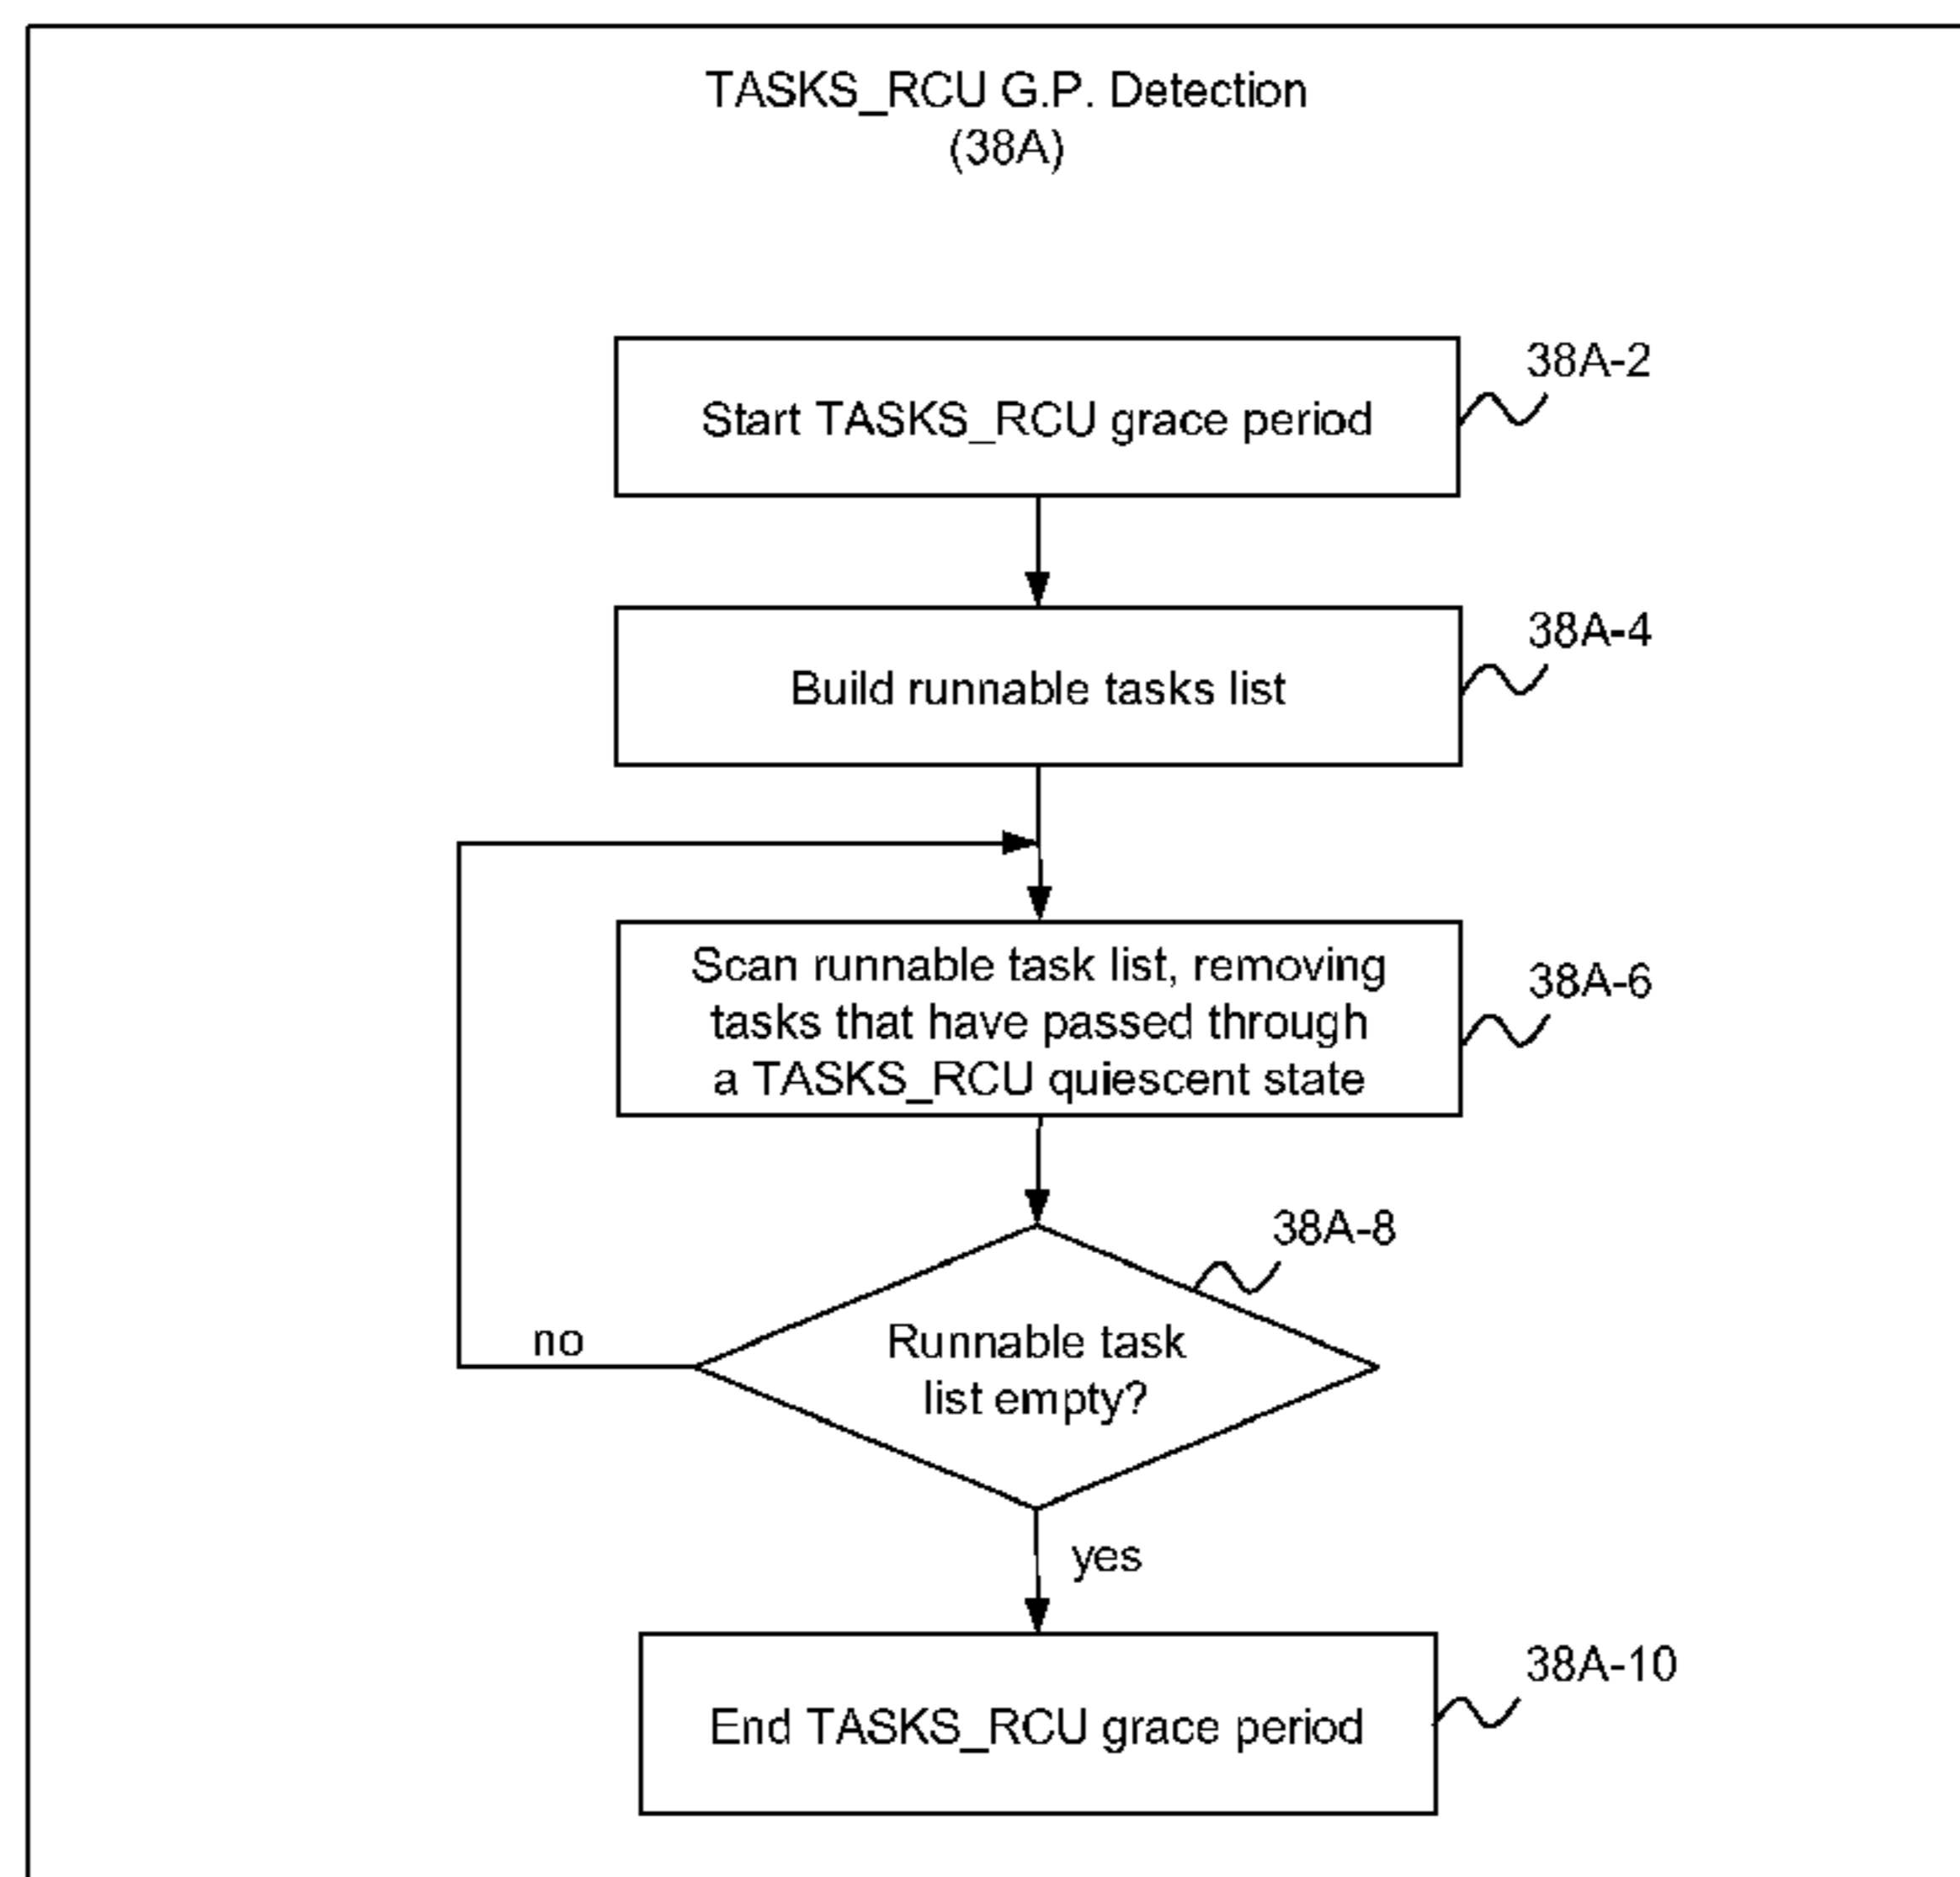 TASKS_RCU G.P. Detection
(38A)
38A-2
Start TASKS_RCU grace period
38A-4
Build runnable tasks list
Scan runnable task list, removing
38A-6
tasks that have passed through
a TASKS_RCU quiescent state
38A-8
no
Runnable task
list empty?
yes
38A-10
End TASKS_RCU grace period